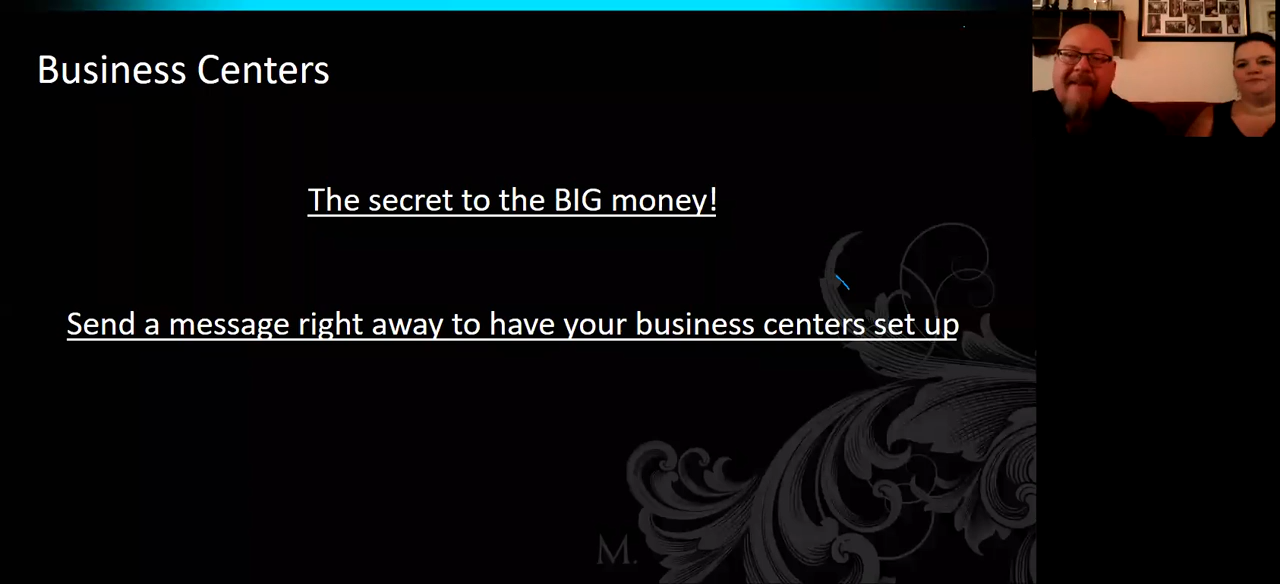 Business Centers
The secret to the BIG money!
Send a message right away to have your business centers set up
M.